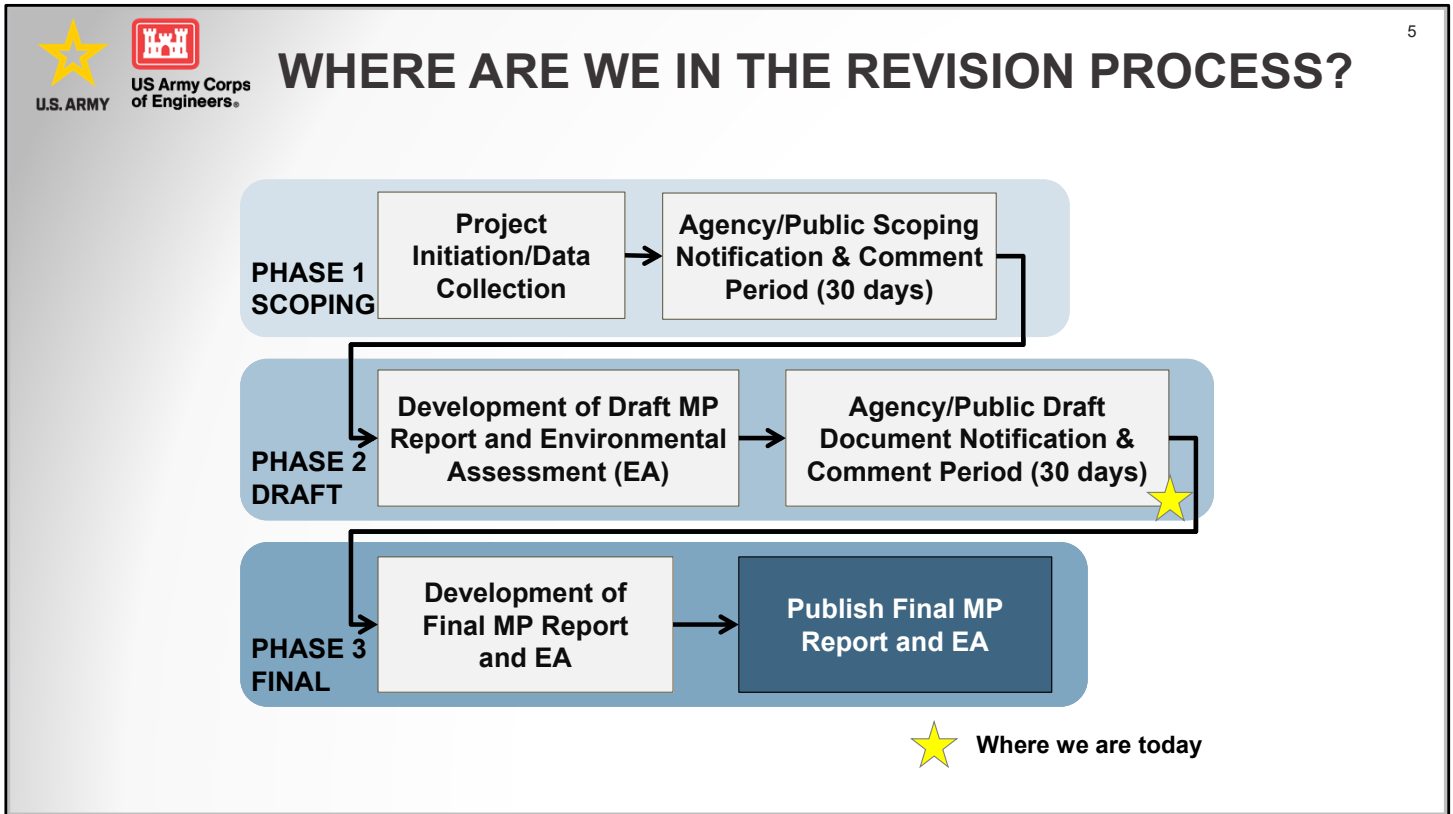 5
U.S. ARMY
US Army Corps
of Engineers®
WHERE ARE WE IN THE REVISION PROCESS?
PHASE 1
SCOPING
Project
Initiation/Data
Collection
Agency/Public Scoping
Notification & Comment
Period (30 days)
PHASE 2
DRAFT
Development of Draft MP
Report and Environmental
Assessment (EA)
Agency/Public Draft
Document Notification &
Comment Period (30 days)
PHASE 3
FINAL
Development of
Final MP Report
and EA
Publish Final MP
Report and EA
Where we are today